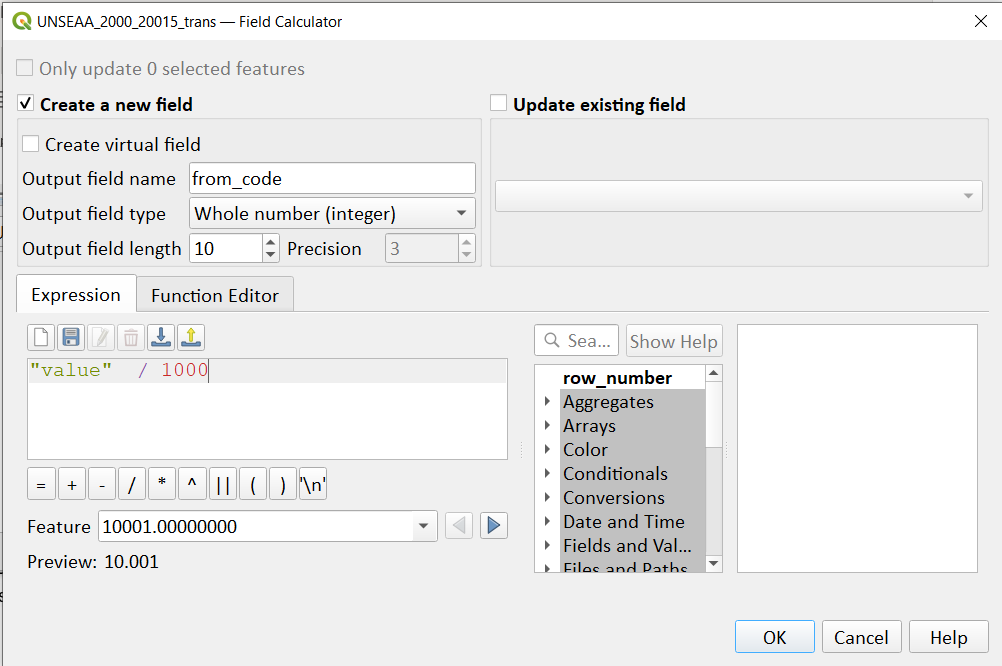 UNSEAA_2000_20015_trans — Field Calculator
Only update 0 selected features
Create a new field
Update existing field
Create virtual field
Output field name from_code
Output field type Whole number (integer)
Output field length 10 Precision 3
Expression Function Editor
Sea... Show Help
"value" / 1000
row_number
Aggregates
Arrays
Color
Conditionals
Conversions
Date and Time
Fields and Val...
Files and Paths
= + - / * ^ || ( ) '\n'
Feature 10001.00000000
Preview: 10.001
OK Cancel Help